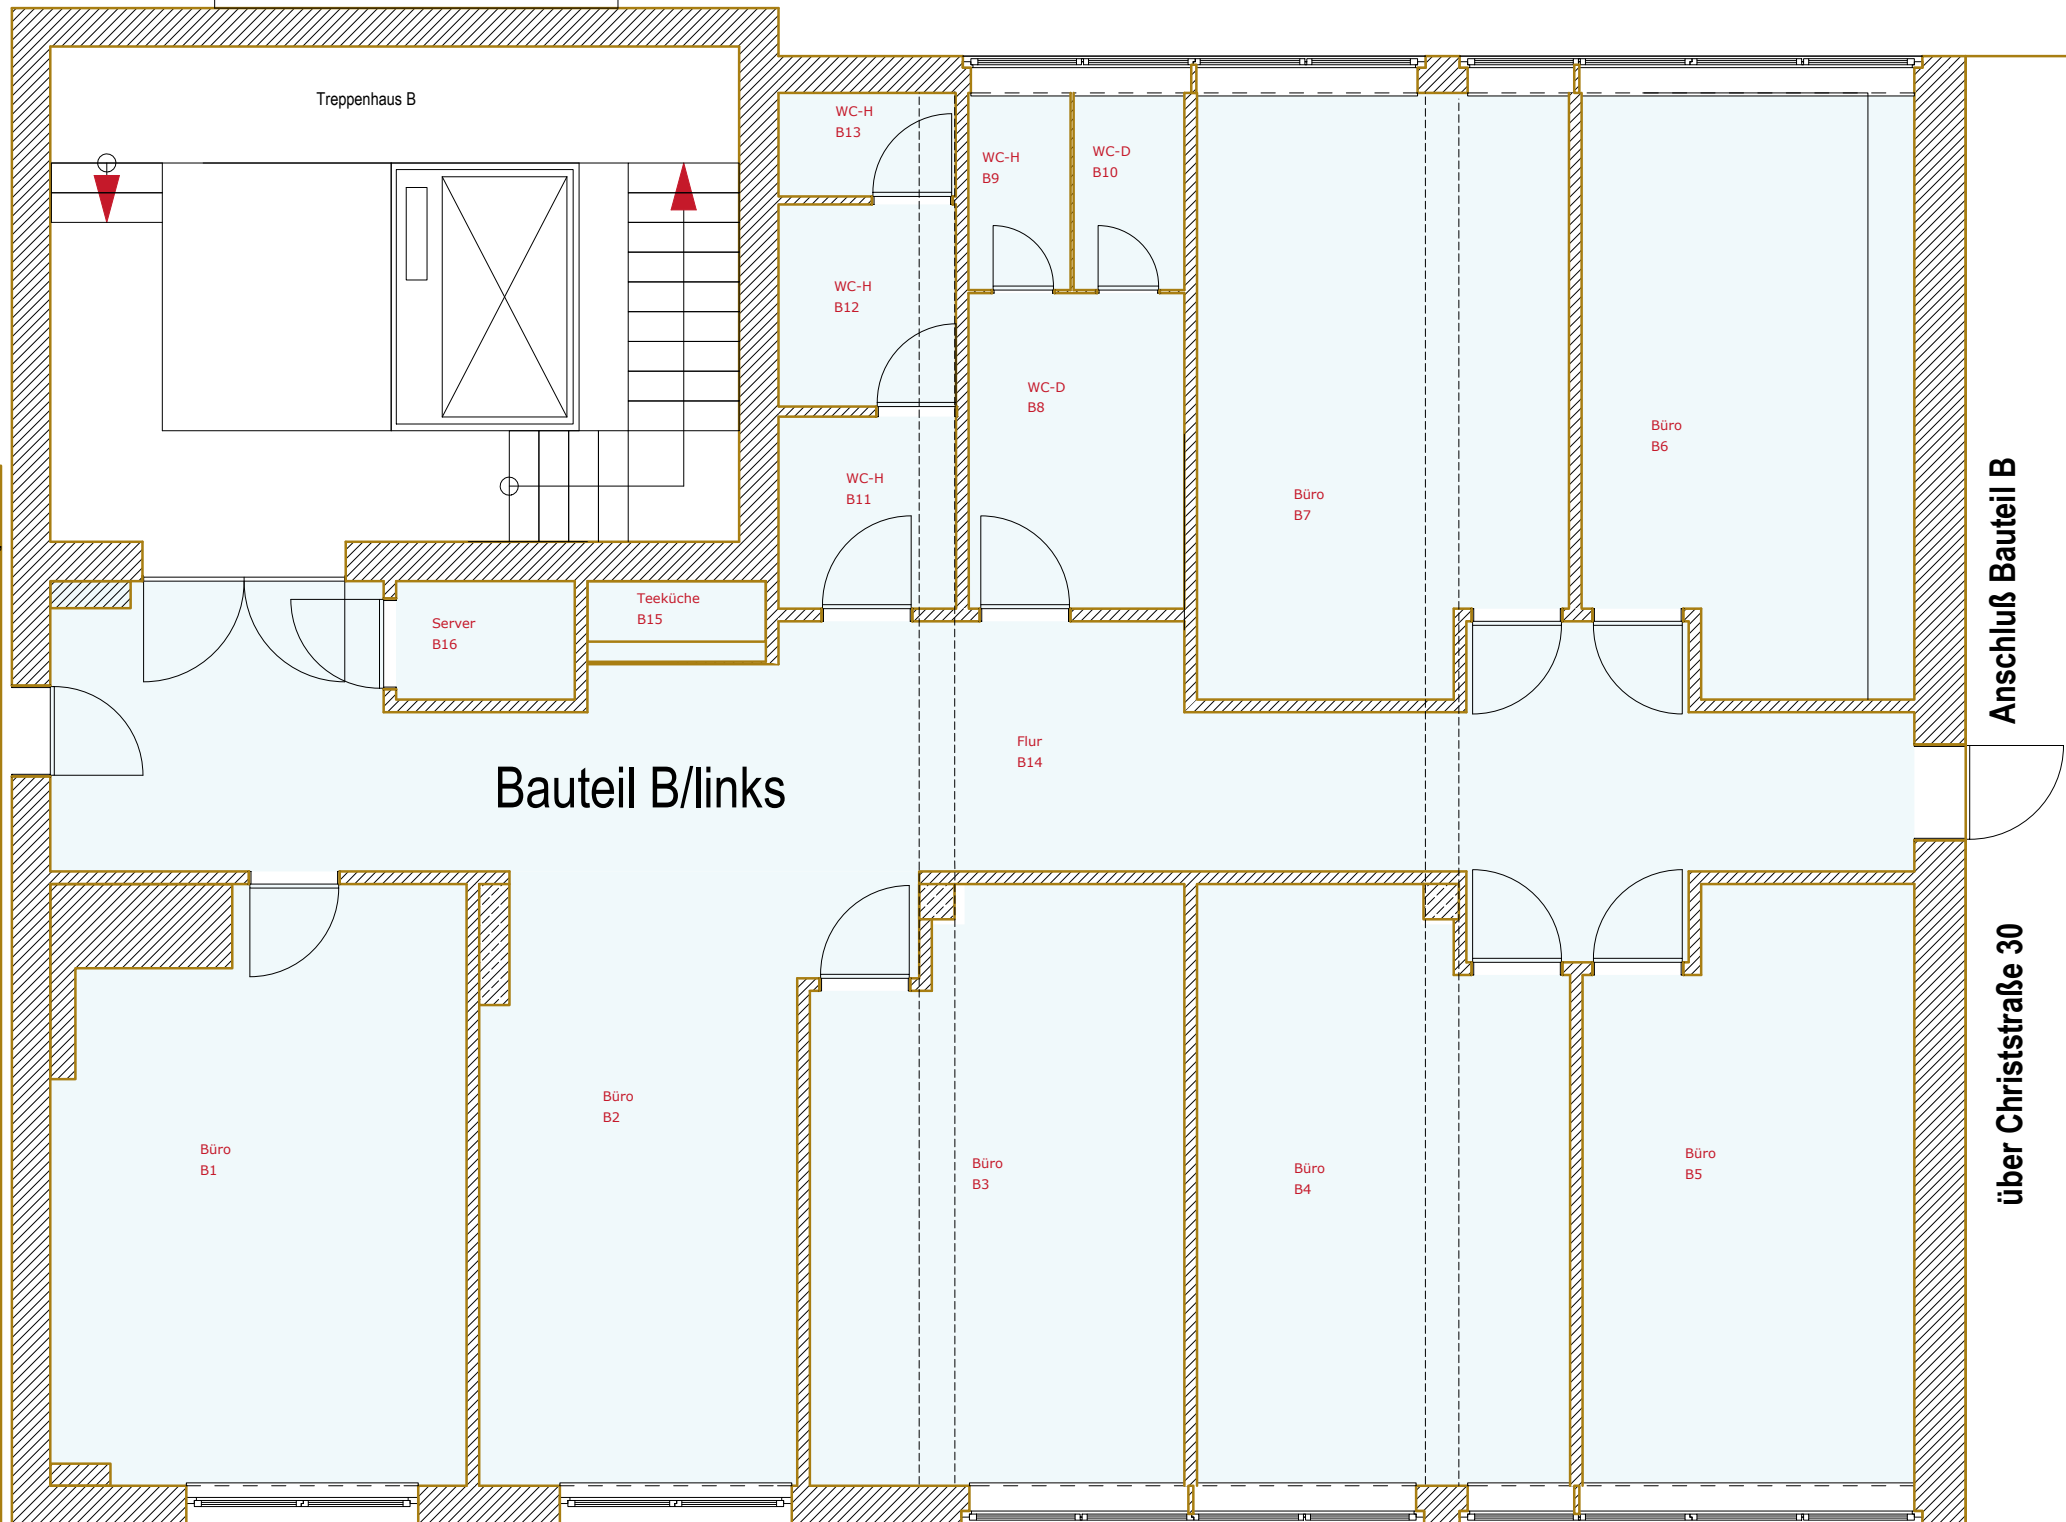 Treppenhaus B
WC-H
B13
WC-H
B9
WC-D
B10
WC-H
B12
WC-D
B8
Büro
B6
WC-H
B11
Büro
B7
Teeküche
B15
Server
B16
Flur
B14
Bauteil B/links
Büro
B1
Büro
B2
Büro
B3
Büro
B4
Büro
B5
Anschluß Bauteil B
über Christstraße 30